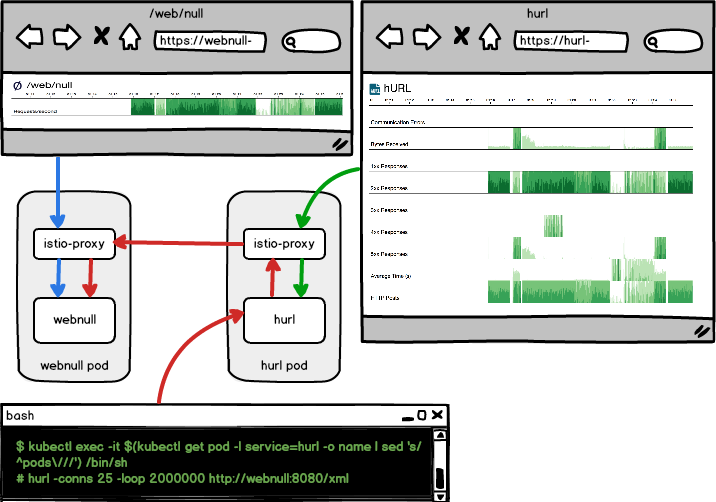 /web/null
https://webnull-
/web/null
Requests/second
hurl
https://hurl-
hURL
Communication Errors
Bytes Received
1xx Responses
2xx Responses
3xx Responses
4xx Responses
5xx Responses
Average Time (s)
HTTP Posts
istio-proxy
webnull
webnull pod
istio-proxy
hurl
hurl pod
bash
$ kubectl exec -it $(kubectl get pod -l service=hurl -o name | sed 's/
^pods\///') /bin/sh
# hurl -conns 25 -loop 2000000 http://webnull:8080/xml